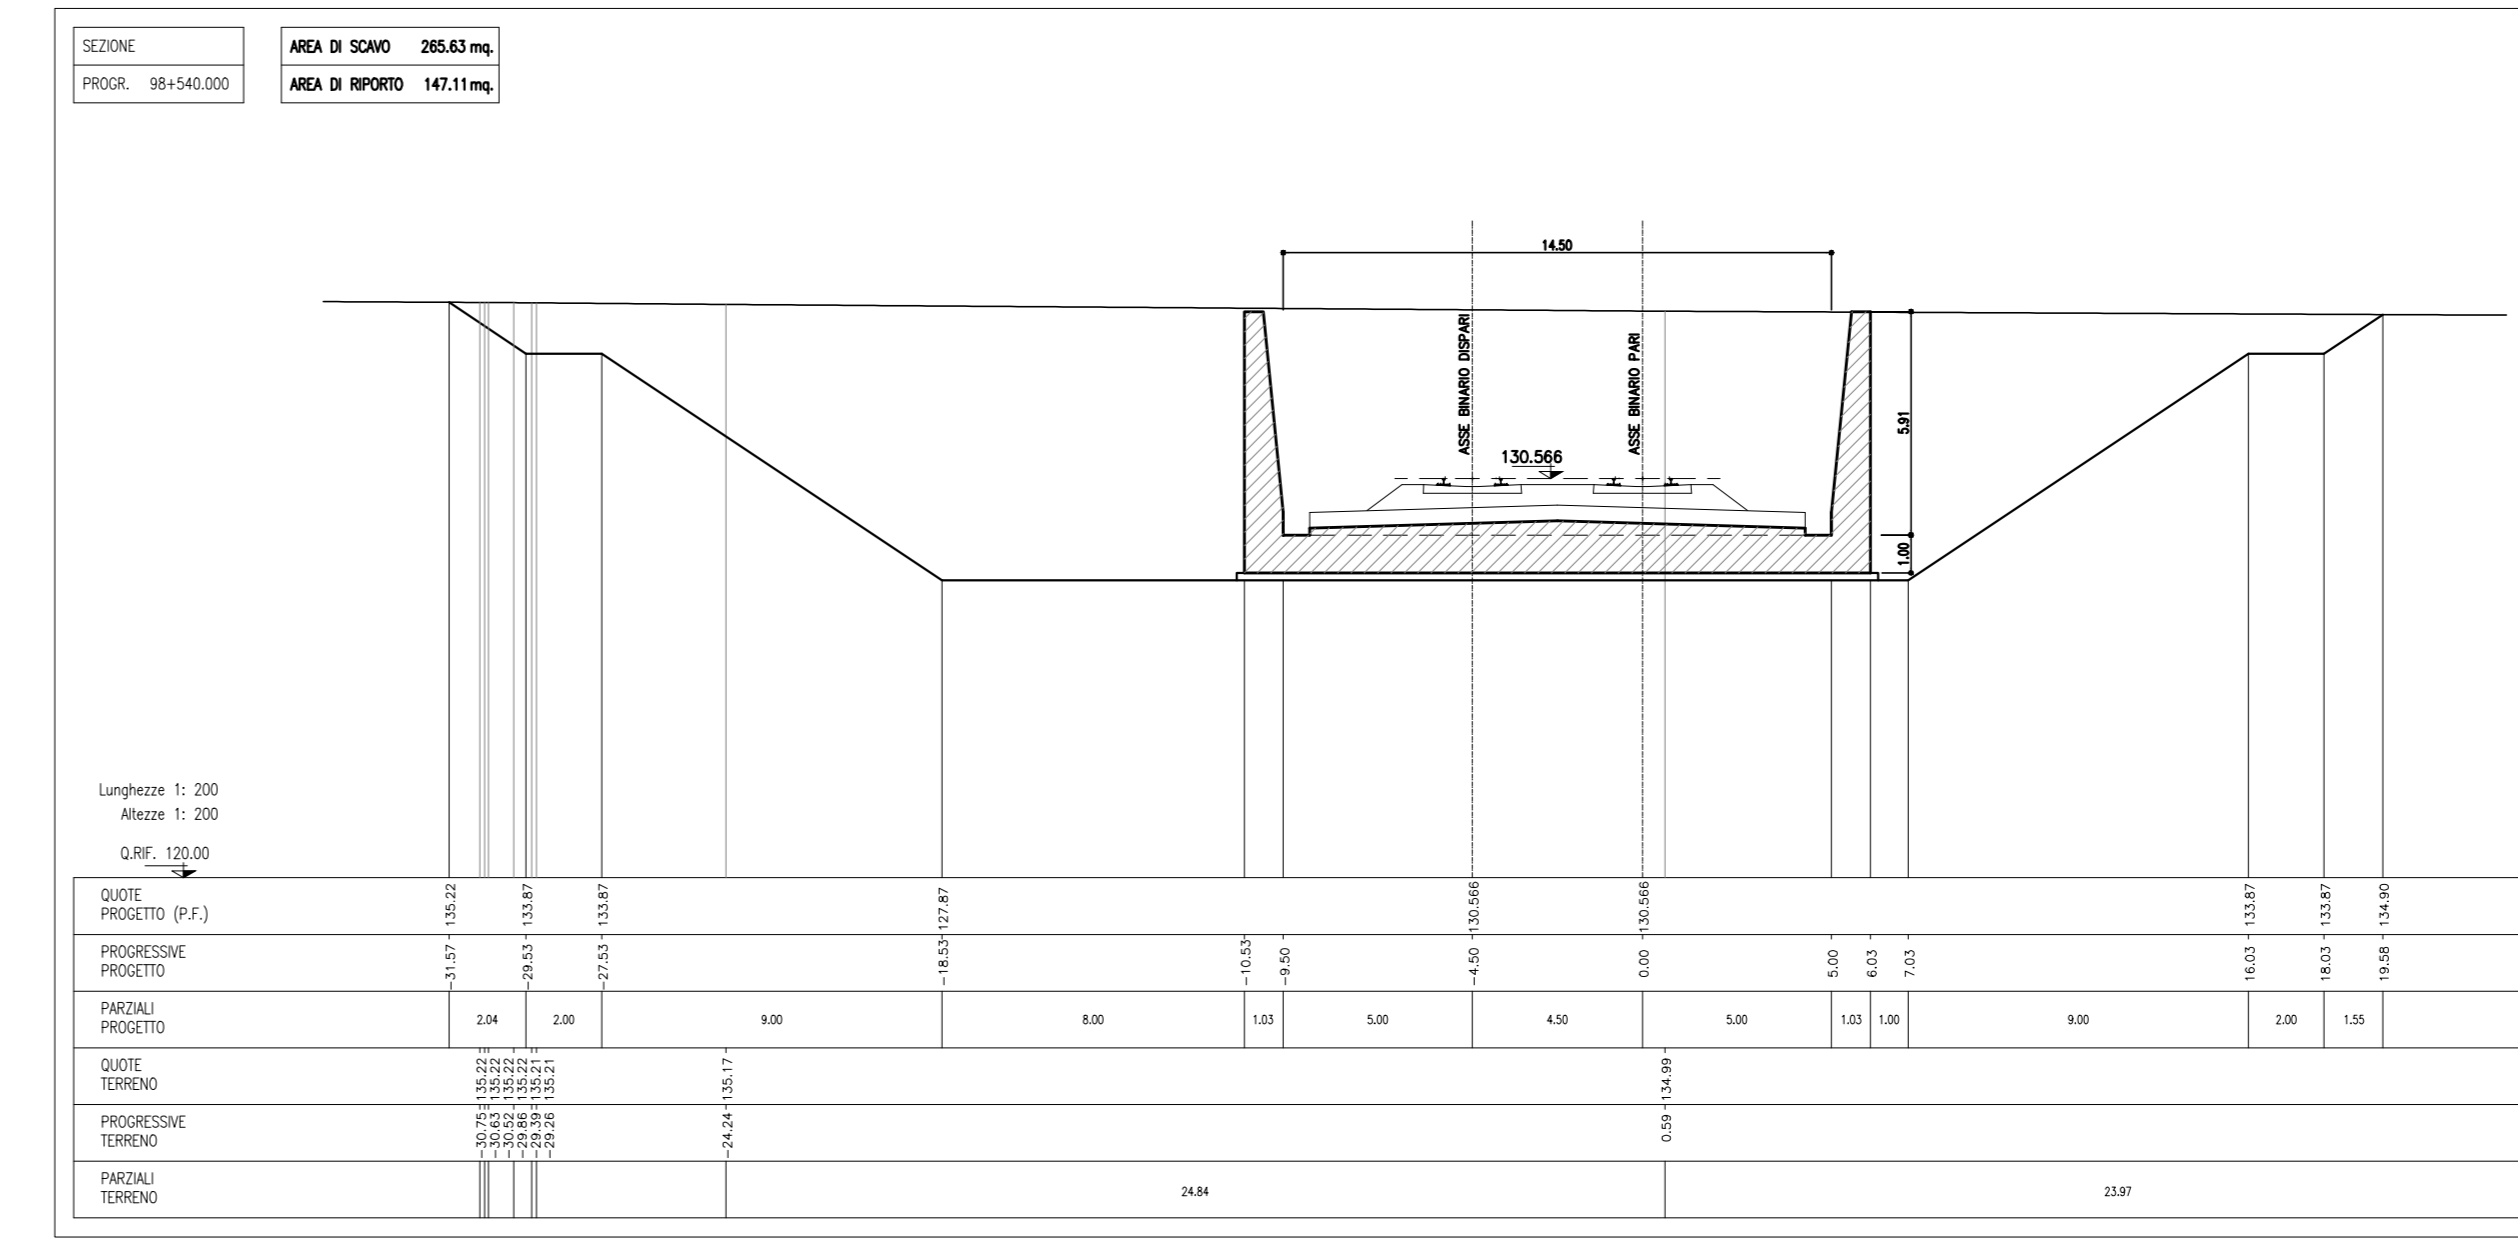 SEZIONE
PROGR. 98+540.000
AREA DI SCAVO 265.63 mq.
AREA DI RIPORTO 147.11 mq.
14.50
ASSE BINARIO DISPARI
ASSE BINARIO PARI
130.566
5.91
1.00
Lunghezze 1: 200
Altezze 1: 200
Q.RIF. 120.00
QUOTE
PROGETTO (P.F.)
135.22 133.87 133.87 127.87 130.566 130.566 133.87 133.87 134.90
PROGRESSIVE
PROGETTO
-31.57 -29.53 -27.53 -18.53 -10.53 -9.50 -4.50 0.00 5.00 6.03 7.03 16.03 18.03 19.58
PARZIALI
PROGETTO
2.04 2.00 9.00 8.00 1.03 5.00 4.50 5.00 1.03 1.00 9.00 2.00 1.55
QUOTE
TERRENO
135.22 135.22 135.22 135.22 135.21 135.21 135.17 134.99
PROGRESSIVE
TERRENO
-30.75 -30.63 -30.52 -29.86 -29.39 -29.26 -24.24 0.59
PARZIALI
TERRENO
24.84 23.97